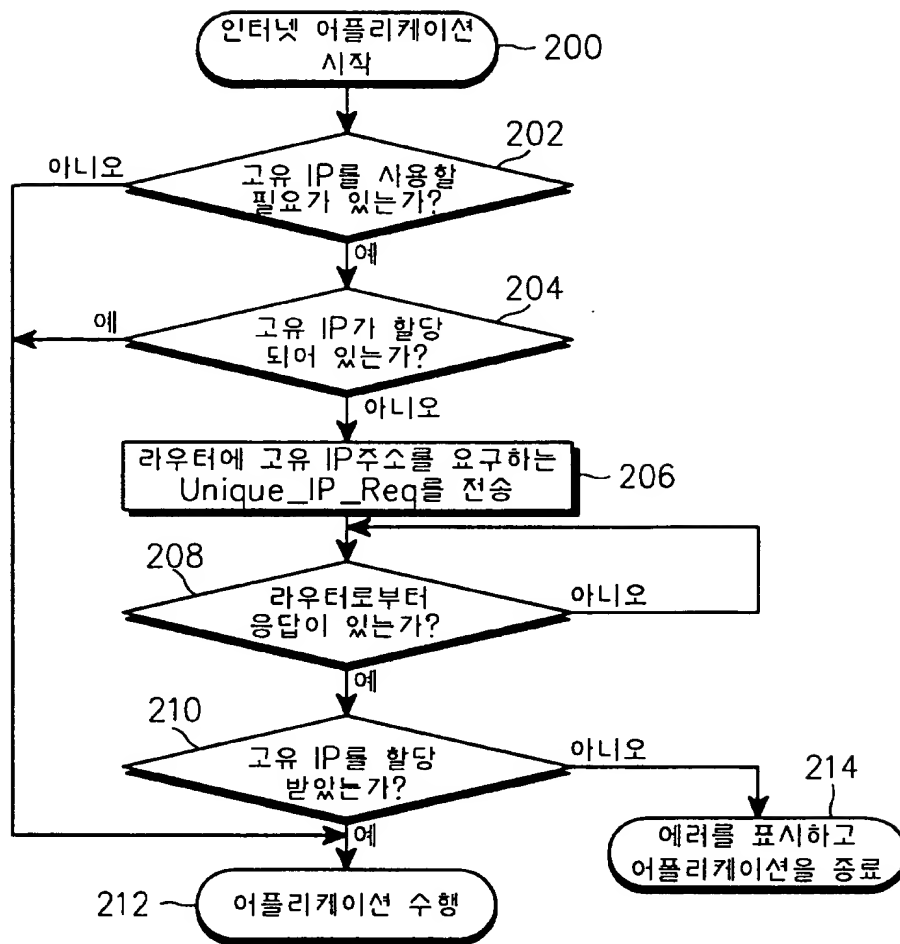 인터넷 어플리케이션
시작
200
202
아니오
고유 IP를 사용할
필요가 있는가?
예
204
예
고유 IP가 할당
되어 있는가?
아니오
라우터에 고유 IP주소를 요구하는
Unique_IP_Req를 전송
206
208
라우터로부터
응답이 있는가?
아니오
예
210
고유 IP를 할당
받았는가?
아니오
214
예
에러를 표시하고
어플리케이션을 종료
212
어플리케이션 수행